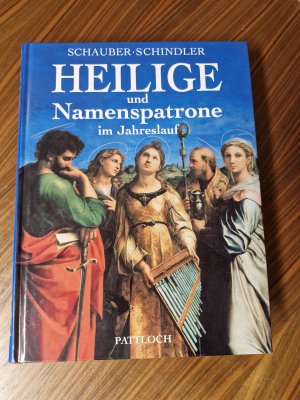 SCHAUBER·SCHINDLER
HEILIGE
und
Namenspatrone
im Jahreslauf
PATTLOCH